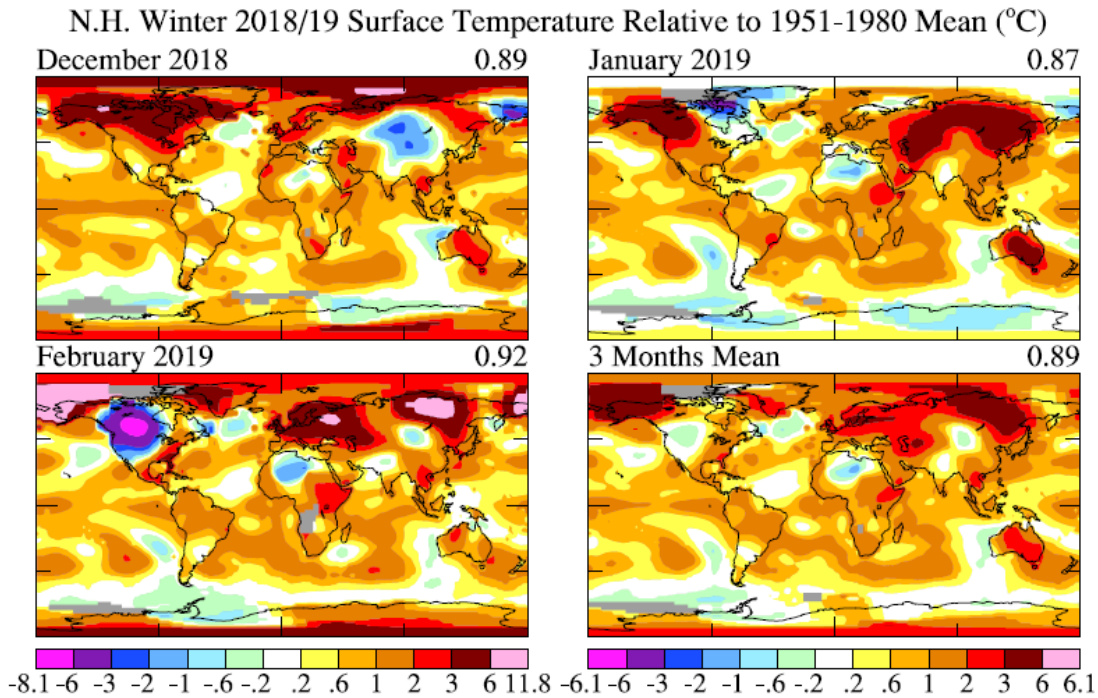 N.H. Winter 2018/19 Surface Temperature Relative to 1951-1980 Mean (°C)
December 2018 0.89
January 2019 0.87
February 2019 0.92
3 Months Mean 0.89
-8.1 -6 -3 -2 -1 -.6 -.2 .2 .6 1 2 3 6 11.8
-6.1 -6 -3 -2 -1 -.6 -.2 .2 .6 1 2 3 6 6.1